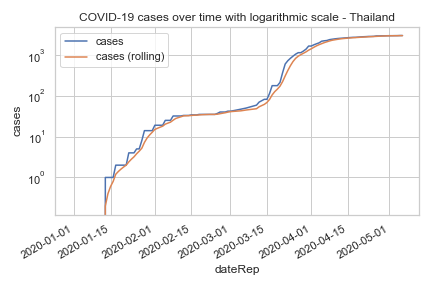 COVID-19 cases over time with logarithmic scale - Thailand
cases
cases (rolling)
10³
10²
10¹
10⁰
cases
2020-01-01
2020-01-15
2020-02-01
2020-02-15
2020-03-01
2020-03-15
2020-04-01
2020-04-15
2020-05-01
dateRep